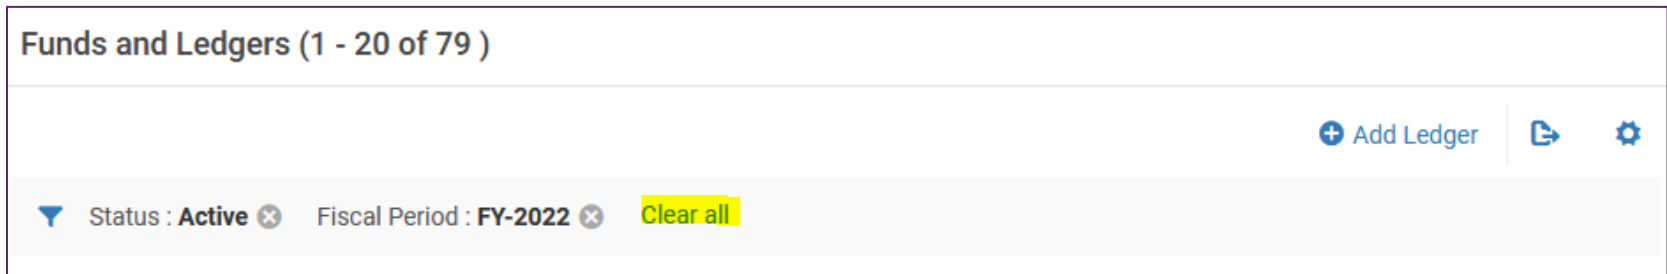 Funds and Ledgers (1 - 20 of 79 )
Add Ledger
Status : Active Fiscal Period : FY-2022 Clear all